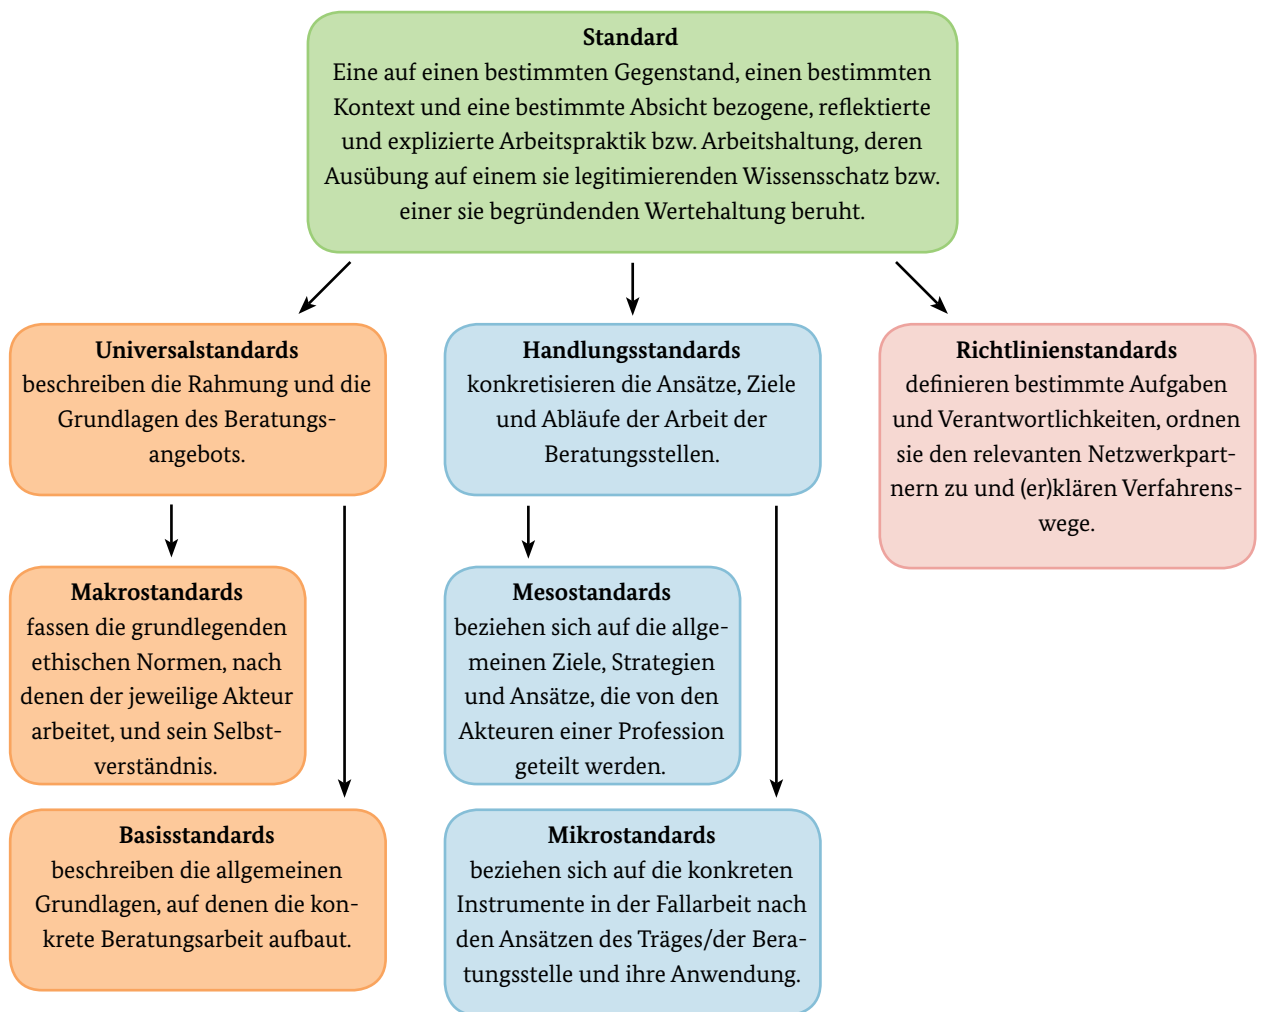 Standard
Eine auf einen bestimmten Gegenstand, einen bestimmten
Kontext und eine bestimmte Absicht bezogene, reflektierte
und explizierte Arbeitspraktik bzw. Arbeitshaltung, deren
Ausübung auf einem sie legitimierenden Wissensschatz bzw.
einer sie begründenden Wertehaltung beruht.
Universalstandards
beschreiben die Rahmung und die
Grundlagen des Beratungs-
angebots.
Handlungsstandards
konkretisieren die Ansätze, Ziele
und Abläufe der Arbeit der
Beratungsstellen.
Richtlinienstandards
definieren bestimmte Aufgaben
und Verantwortlichkeiten, ordnen
sie den relevanten Netzwerkpart-
nern zu und (er)klären Verfahrens-
wege.
Makrostandards
fassen die grundlegenden
ethischen Normen, nach
denen der jeweilige Akteur
arbeitet, und sein Selbst-
verständnis.
Mesostandards
beziehen sich auf die allge-
meinen Ziele, Strategien
und Ansätze, die von den
Akteuren einer Profession
geteilt werden.
Basisstandards
beschreiben die allgemeinen
Grundlagen, auf denen die kon-
krete Beratungsarbeit aufbaut.
Mikrostandards
beziehen sich auf die konkreten
Instrumente in der Fallarbeit nach
den Ansätzen des Träges/der Bera-
tungsstelle und ihre Anwendung.